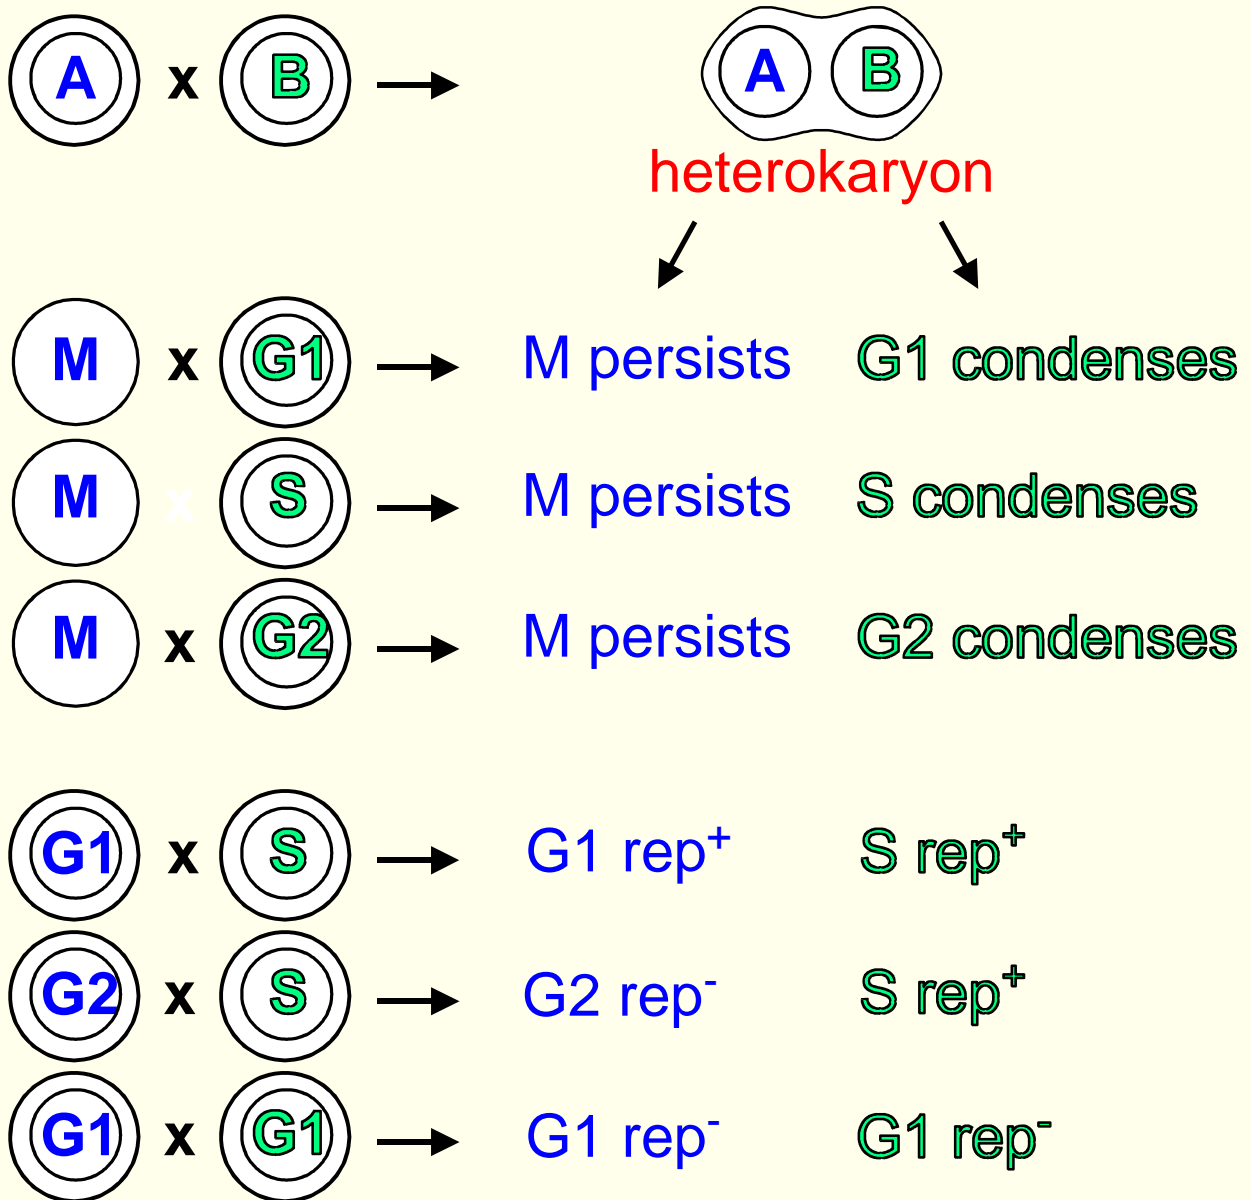 A x B A B
heterokaryon
M x G1 M persists G1 condenses
M x S M persists S condenses
M x G2 M persists G2 condenses
G1 x S G1 rep⁺ S rep⁺
G2 x S G2 rep⁻ S rep⁺
G1 x G1 G1 rep⁻ G1 rep⁻